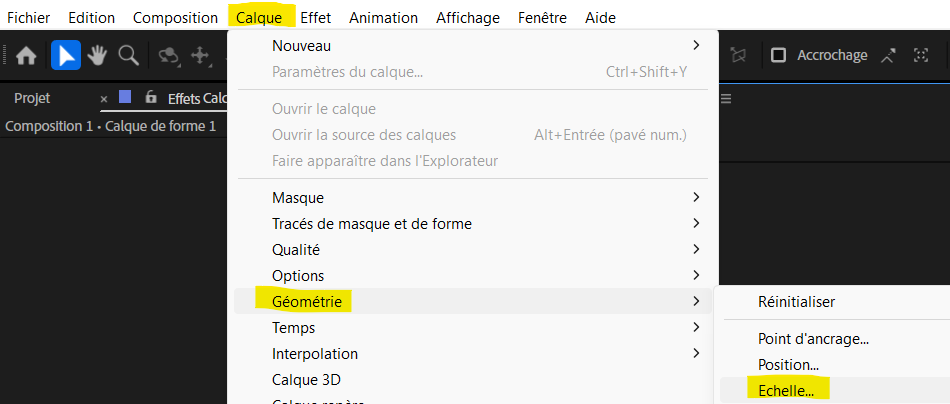 Fichier Edition Composition Calque Effet Animation Affichage Fenêtre Aide
Nouveau
Paramètres du calque... Ctrl+Shift+Y
Accrochage
Projet
Effets Calc
Ouvrir le calque
Composition 1 • Calque de forme 1
Ouvrir la source des calques Alt+Entrée (pavé num.)
Faire apparaître dans l'Explorateur
Masque
Tracés de masque et de forme
Qualité
Options
Géométrie
Réinitialiser
Temps
Point d'ancrage...
Interpolation
Position...
Calque 3D
Echelle...
Calque repère